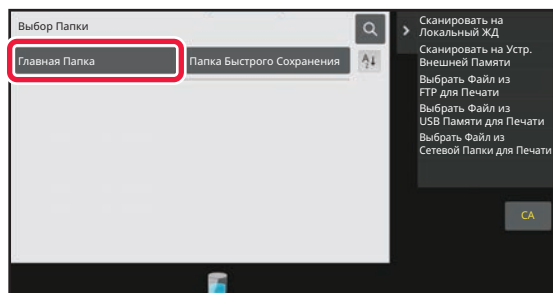 Выбор Папки
Главная Папка
Папка Быстрого Сохранения
Сканировать на
Локальный ЖД
Сканировать на Устр.
Внешней Памяти
Выбрать Файл из
FTP для Печати
Выбрать Файл из
USB Памяти для Печати
Выбрать Файл из
Сетевой Папки для Печати
CA